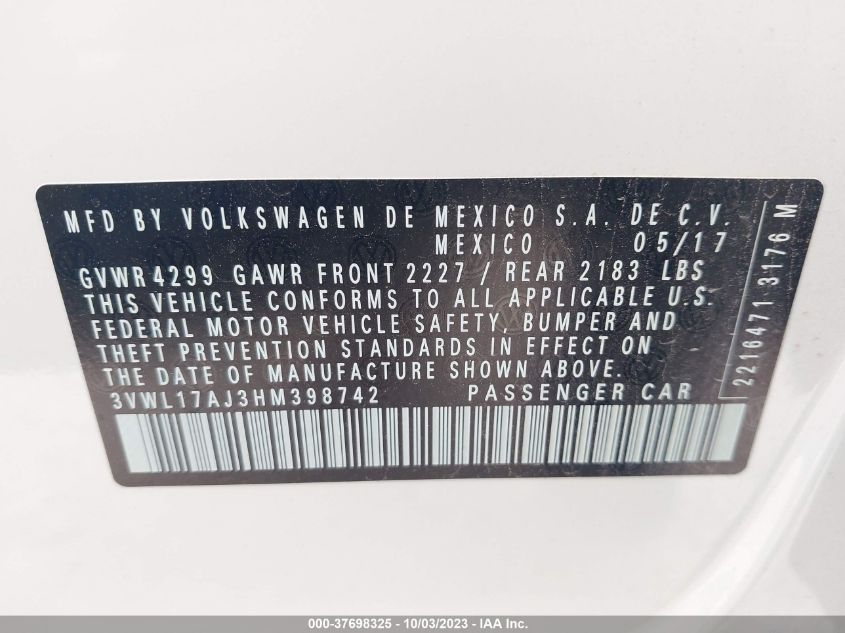 MFD BY VOLKSWAGEN DE MEXICO S.A. DE C.V.
MEXICO 05/17
GVWR 4299 GAWR FRONT 2227 / REAR 2183 LBS
THIS VEHICLE CONFORMS TO ALL APPLICABLE U.S.
FEDERAL MOTOR VEHICLE SAFETY, BUMPER AND
THEFT PREVENTION STANDARDS IN EFFECT ON
THE DATE OF MANUFACTURE SHOWN ABOVE.
3VWL17AJ3HM398742 PASSENGER CAR
2216471 3176 M
000-37698325 - 10/03/2023 - IAA Inc.